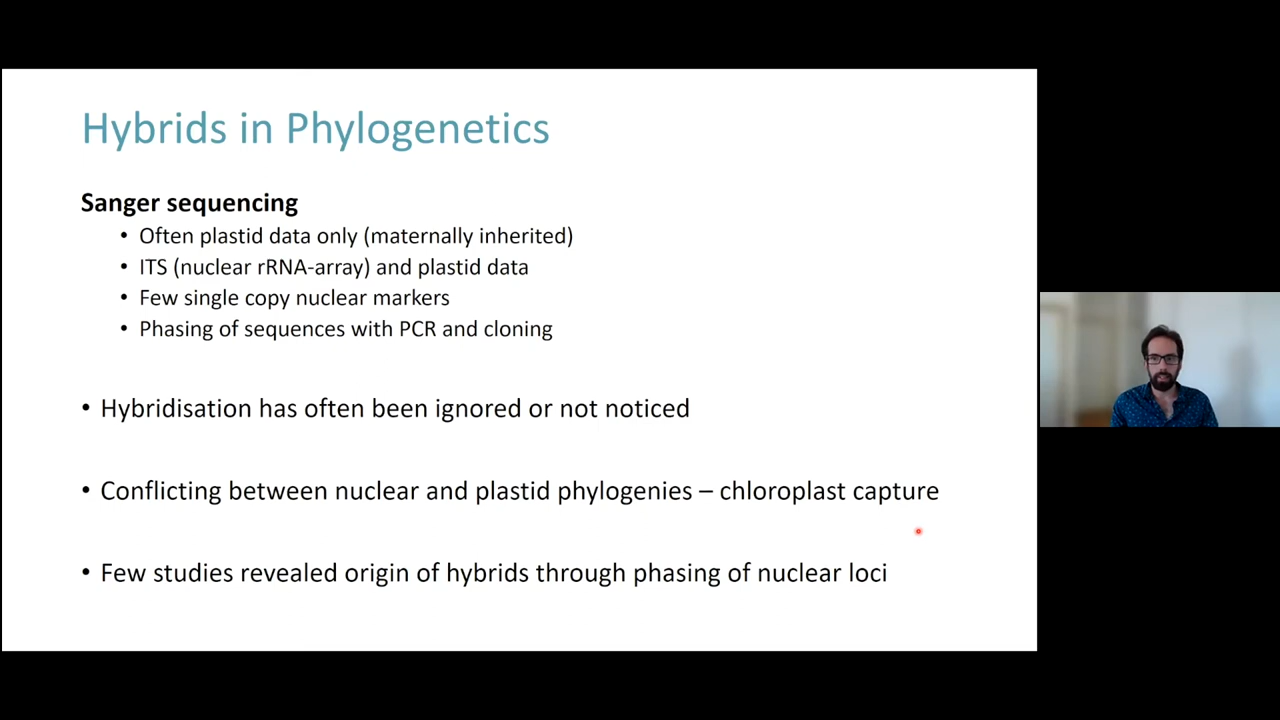 Hybrids in Phylogenetics
Sanger sequencing
• Often plastid data only (maternally inherited)
• ITS (nuclear rRNA-array) and plastid data
• Few single copy nuclear markers
• Phasing of sequences with PCR and cloning
• Hybridisation has often been ignored or not noticed
• Conflicting between nuclear and plastid phylogenies – chloroplast capture
• Few studies revealed origin of hybrids through phasing of nuclear loci